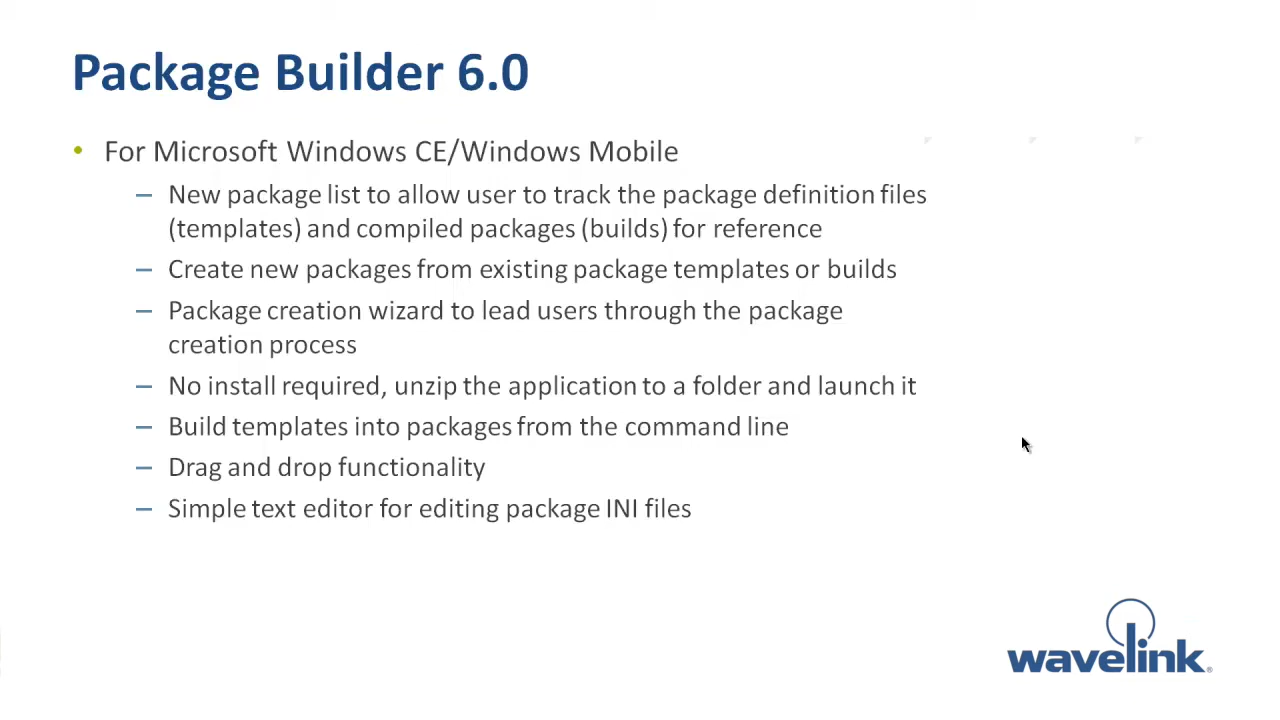 Package Builder 6.0
• For Microsoft Windows CE/Windows Mobile
– New package list to allow user to track the package definition files
(templates) and compiled packages (builds) for reference
– Create new packages from existing package templates or builds
– Package creation wizard to lead users through the package
creation process
– No install required, unzip the application to a folder and launch it
– Build templates into packages from the command line
– Drag and drop functionality
– Simple text editor for editing package INI files
wavelink®